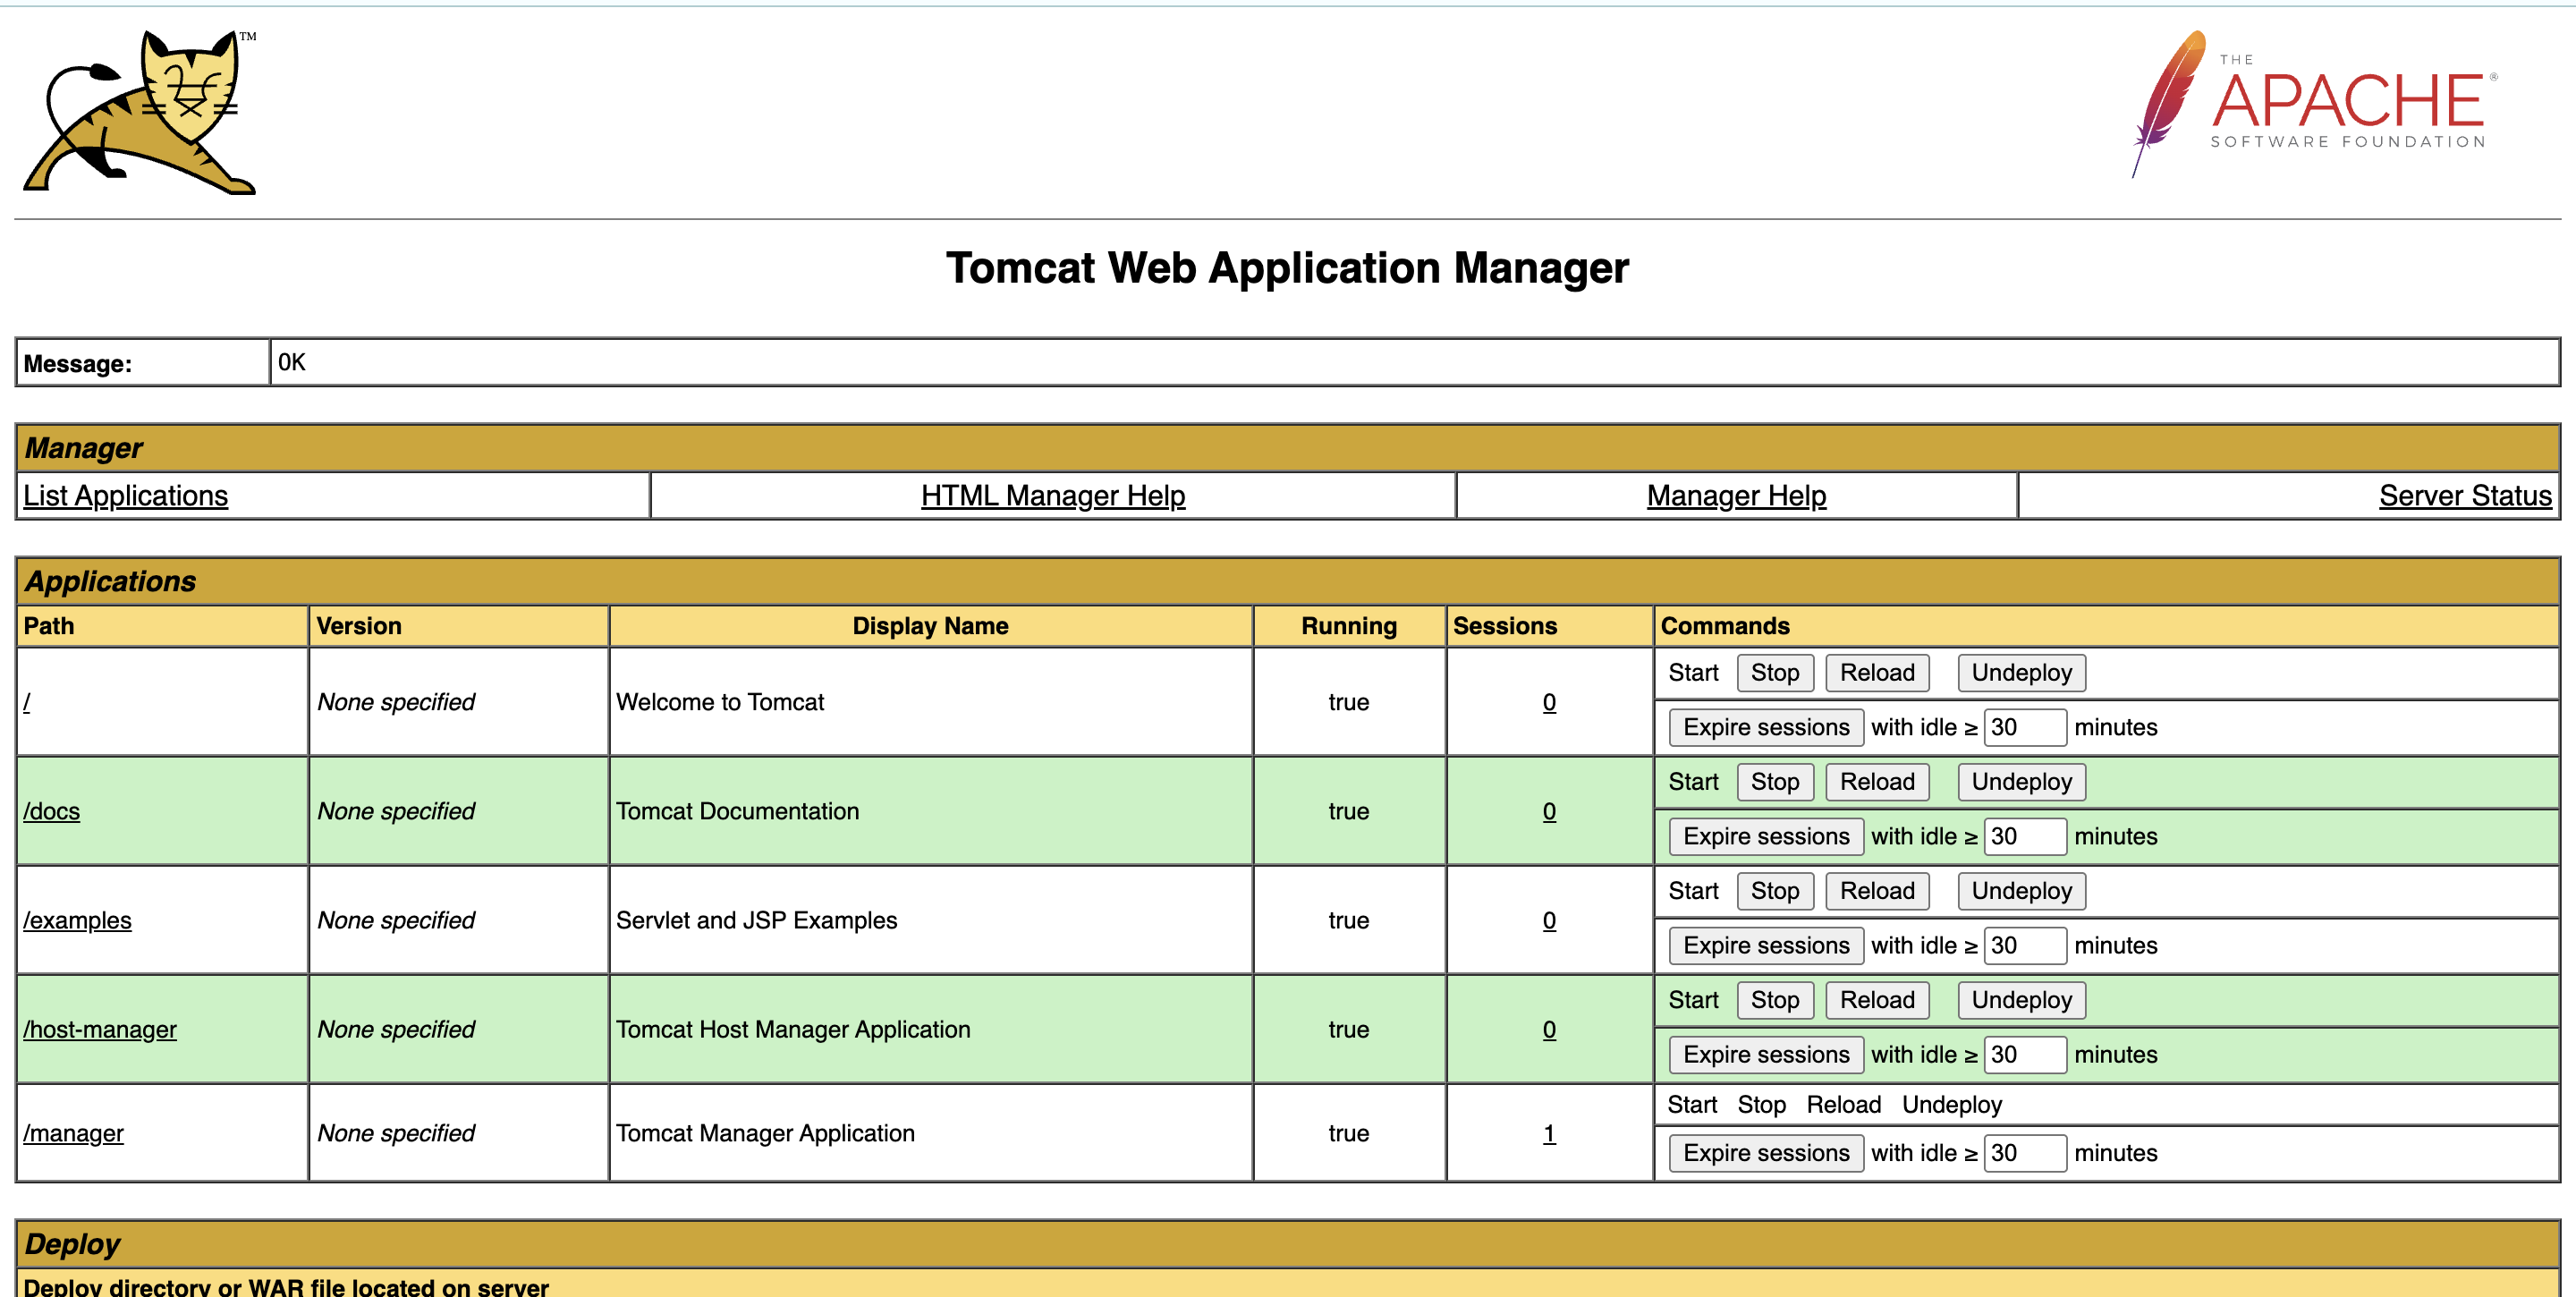 TM
THE
APACHE®
SOFTWARE FOUNDATION
Tomcat Web Application Manager
Message: OK
Manager
List Applications HTML Manager Help Manager Help Server Status
Applications
Path Version Display Name Running Sessions Commands
/ None specified Welcome to Tomcat true 0 Start Stop Reload Undeploy
Expire sessions with idle ≥ 30 minutes
/docs None specified Tomcat Documentation true 0 Start Stop Reload Undeploy
Expire sessions with idle ≥ 30 minutes
/examples None specified Servlet and JSP Examples true 0 Start Stop Reload Undeploy
Expire sessions with idle ≥ 30 minutes
/host-manager None specified Tomcat Host Manager Application true 0 Start Stop Reload Undeploy
Expire sessions with idle ≥ 30 minutes
/manager None specified Tomcat Manager Application true 1 Start Stop Reload Undeploy
Expire sessions with idle ≥ 30 minutes
Deploy
Deploy directory or WAR file located on server